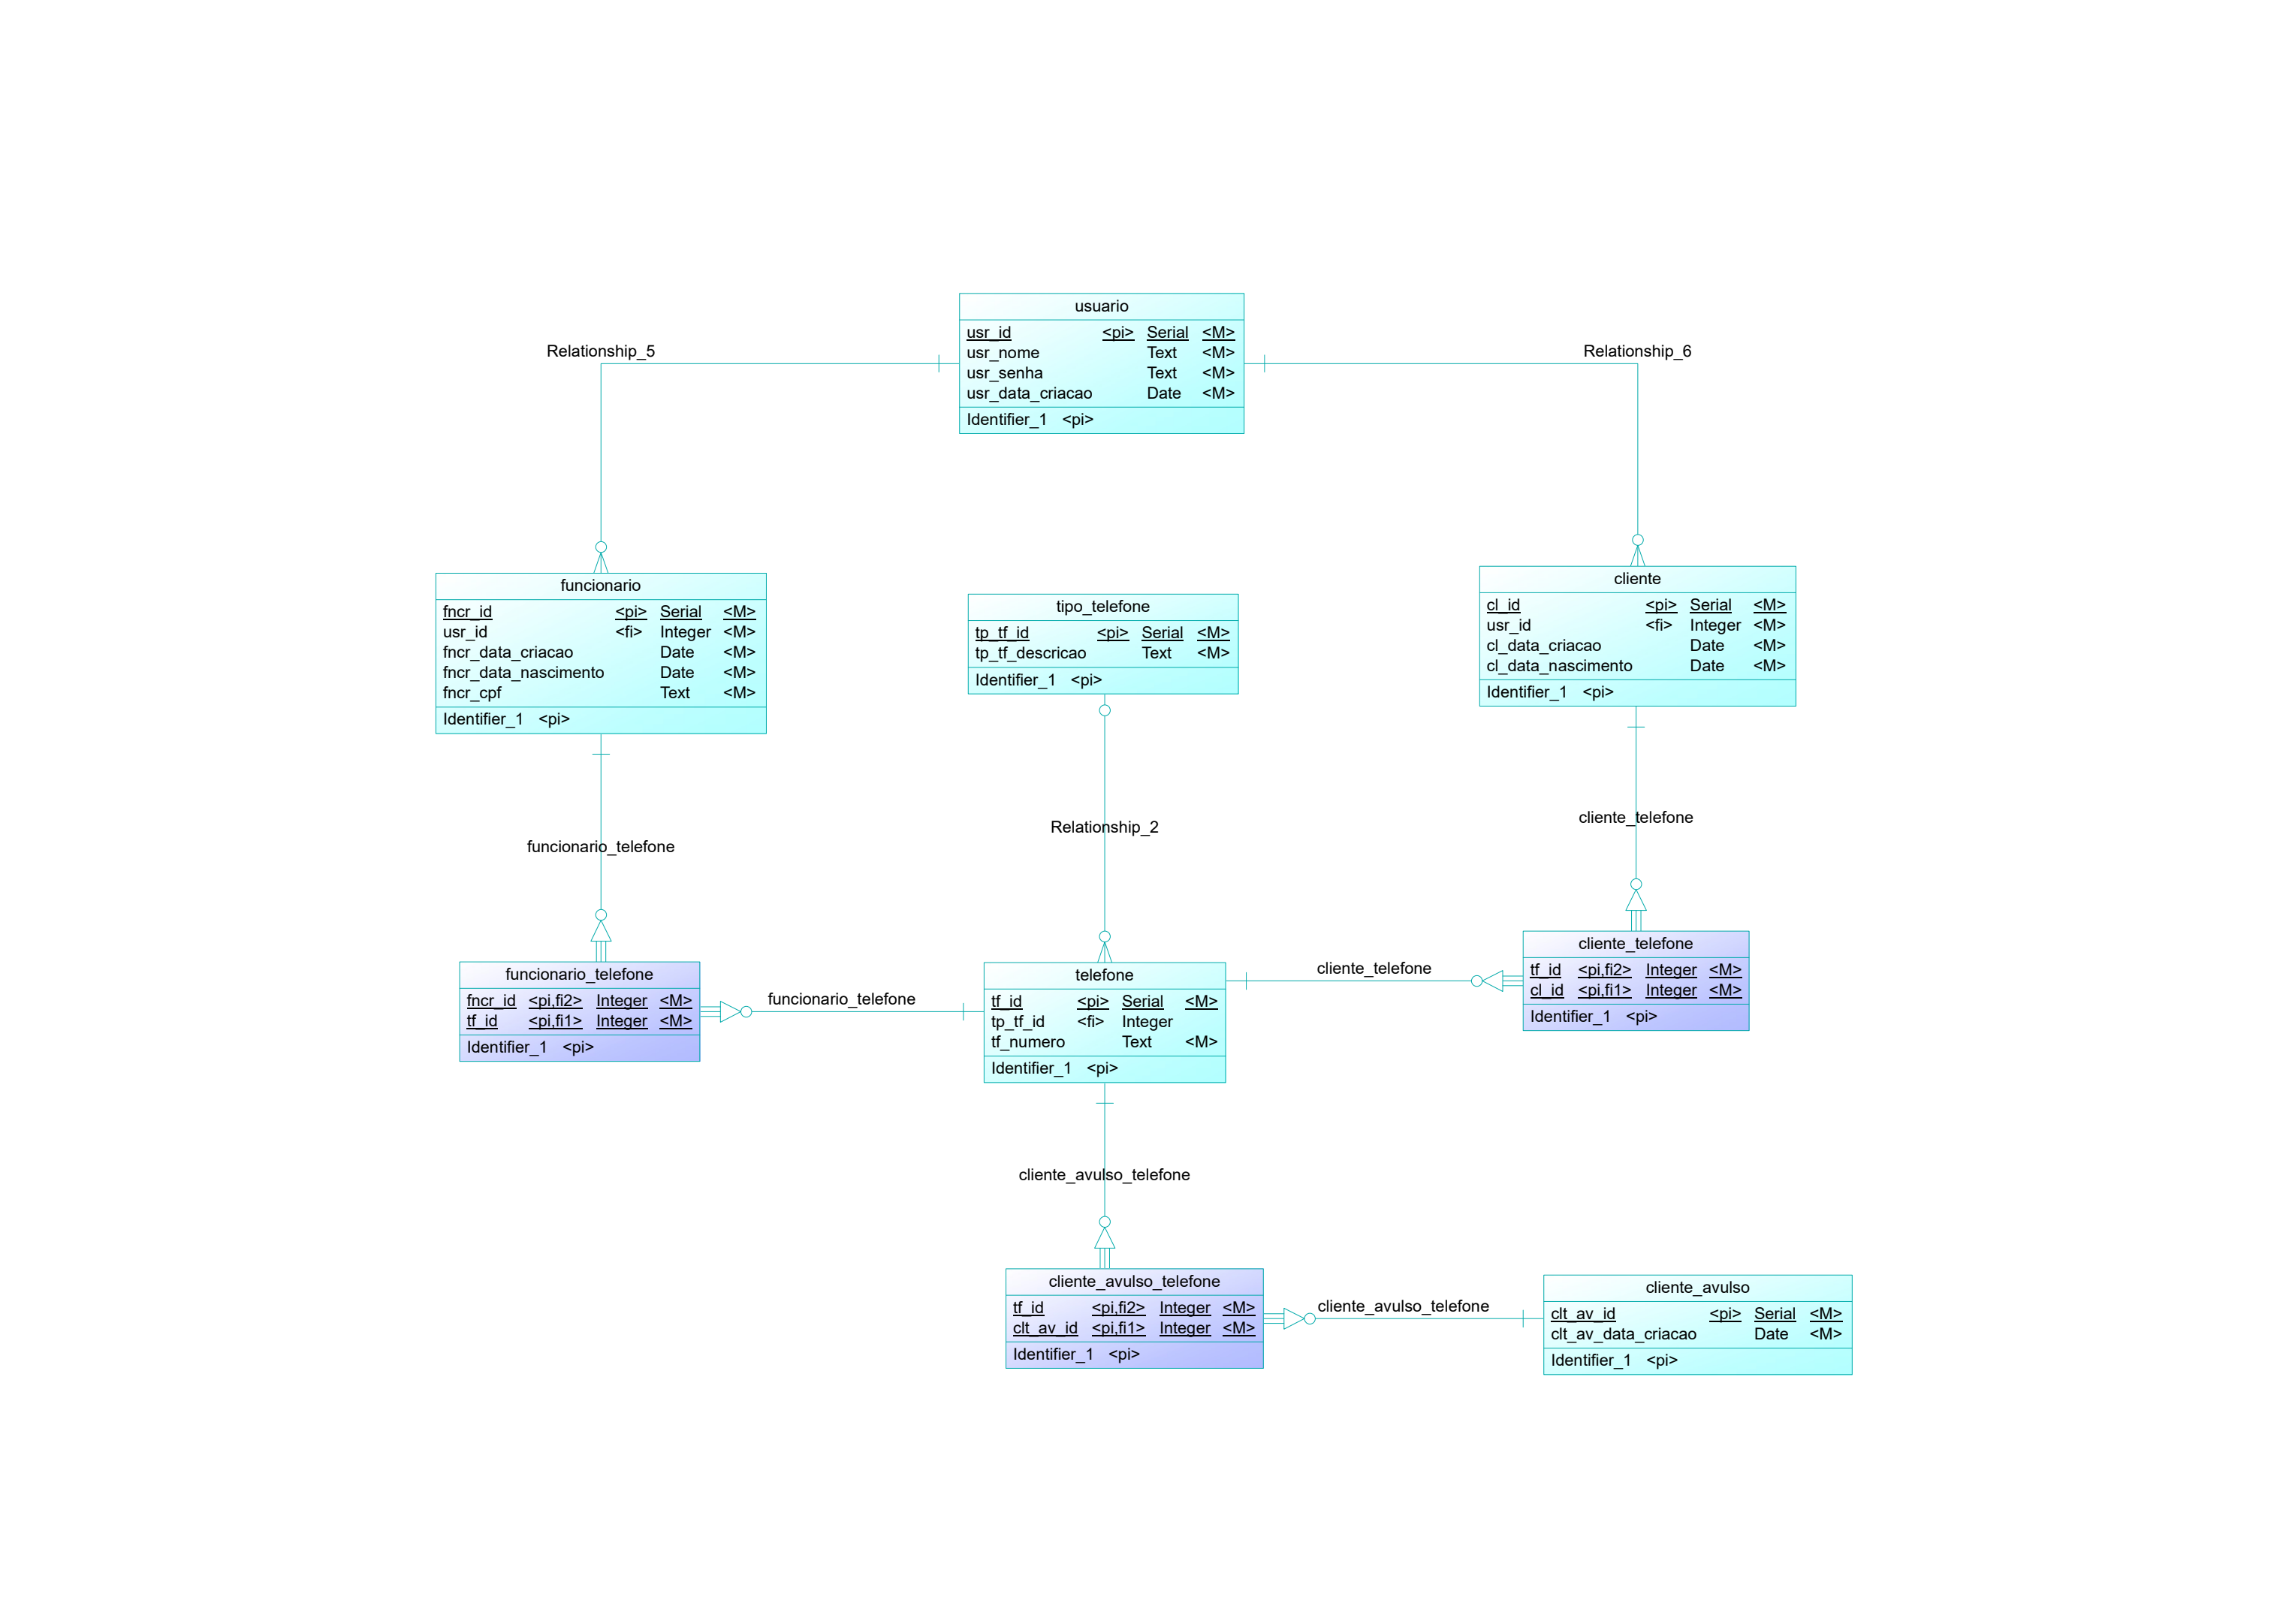 usuario
usr_id <pi> Serial <M>
usr_nome Text <M>
usr_senha Text <M>
usr_data_criacao Date <M>
Identifier_1 <pi>
Relationship_5
Relationship_6
funcionario
fncr_id <pi> Serial <M>
usr_id <fi> Integer <M>
fncr_data_criacao Date <M>
fncr_data_nascimento Date <M>
fncr_cpf Text <M>
Identifier_1 <pi>
tipo_telefone
tp_tf_id <pi> Serial <M>
tp_tf_descricao Text <M>
Identifier_1 <pi>
cliente
cl_id <pi> Serial <M>
usr_id <fi> Integer <M>
cl_data_criacao Date <M>
cl_data_nascimento Date <M>
Identifier_1 <pi>
funcionario_telefone
Relationship_2
cliente_telefone
funcionario_telefone
fncr_id <pi,fi2> Integer <M>
tf_id <pi,fi1> Integer <M>
Identifier_1 <pi>
funcionario_telefone
telefone
tf_id <pi> Serial <M>
tp_tf_id <fi> Integer
tf_numero Text <M>
Identifier_1 <pi>
cliente_telefone
cliente_telefone
tf_id <pi,fi2> Integer <M>
cl_id <pi,fi1> Integer <M>
Identifier_1 <pi>
cliente_avulso_telefone
cliente_avulso_telefone
tf_id <pi,fi2> Integer <M>
clt_av_id <pi,fi1> Integer <M>
Identifier_1 <pi>
cliente_avulso_telefone
cliente_avulso
clt_av_id <pi> Serial <M>
clt_av_data_criacao Date <M>
Identifier_1 <pi>